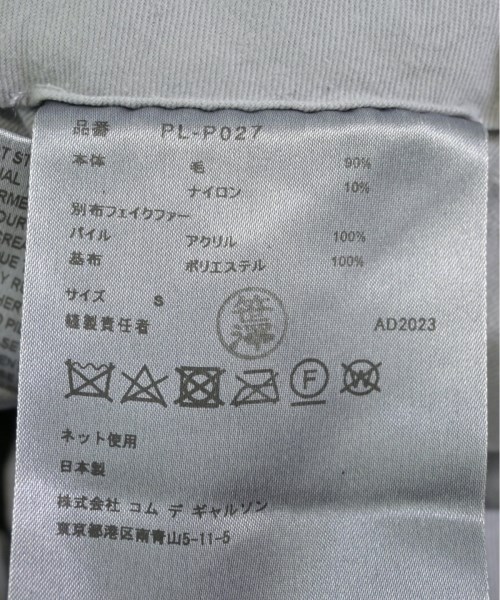 品番 PL-P027
本体 毛 90%
ナイロン 10%
別布フェイクファー
パイル アクリル 100%
基布 ポリエステル 100%
サイズ S
縫製責任者 笹澤 AD2023
F W
ネット使用
日本製
株式会社 コム デ ギャルソン
東京都港区南青山5-11-5